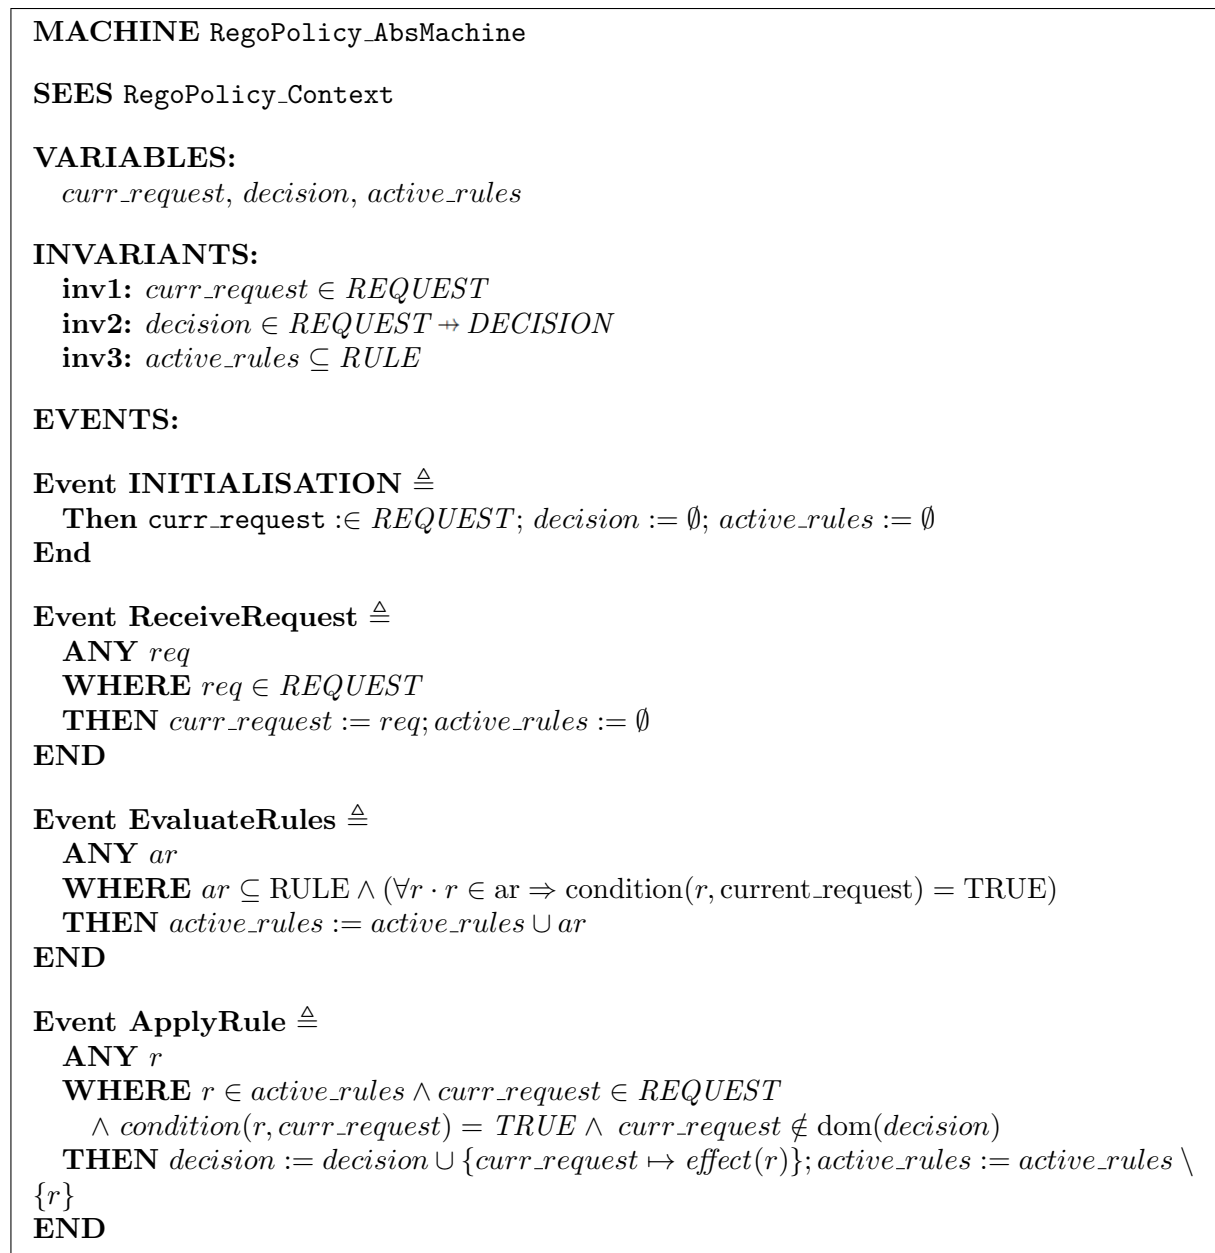 MACHINE RegoPolicy_AbsMachine
SEES RegoPolicy_Context
VARIABLES:
curr_request, decision, active_rules
INVARIANTS:
inv1: curr_request ∈ REQUEST
inv2: decision ∈ REQUEST ⇸ DECISION
inv3: active_rules ⊆ RULE
EVENTS:
Event INITIALISATION ≜
Then curr_request :∈ REQUEST; decision := ∅; active_rules := ∅
End
Event ReceiveRequest ≜
ANY req
WHERE req ∈ REQUEST
THEN curr_request := req; active_rules := ∅
END
Event EvaluateRules ≜
ANY ar
WHERE ar ⊆ RULE ∧ (∀r · r ∈ ar ⇒ condition(r, current_request) = TRUE)
THEN active_rules := active_rules ∪ ar
END
Event ApplyRule ≜
ANY r
WHERE r ∈ active_rules ∧ curr_request ∈ REQUEST
∧ condition(r, curr_request) = TRUE ∧ curr_request ∉ dom(decision)
THEN decision := decision ∪ {curr_request ↦ effect(r)}; active_rules := active_rules \
{r}
END